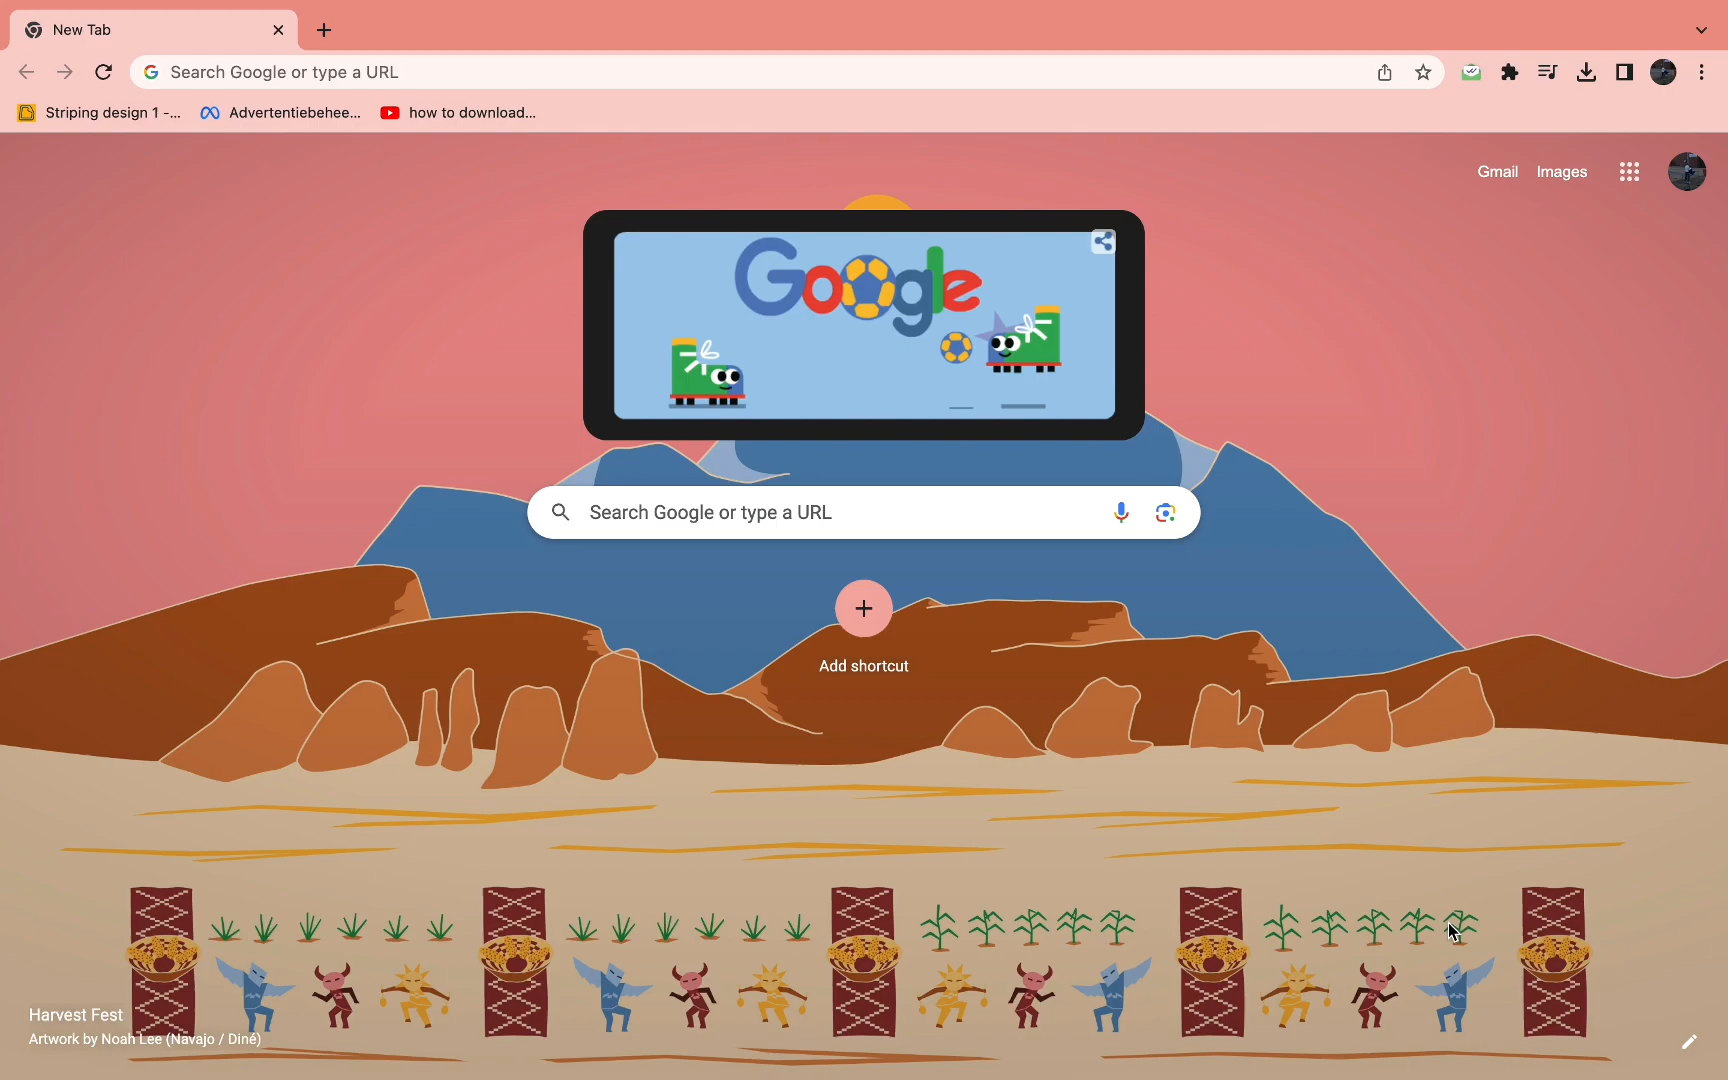 New Tab
Search Google or type a URL
Striping design 1 -...
Advertentiebehee...
how to download...
Gmail
Images
Google
Search Google or type a URL
Add shortcut
Harvest Fest
Artwork by Noah Lee (Navajo / Diné)